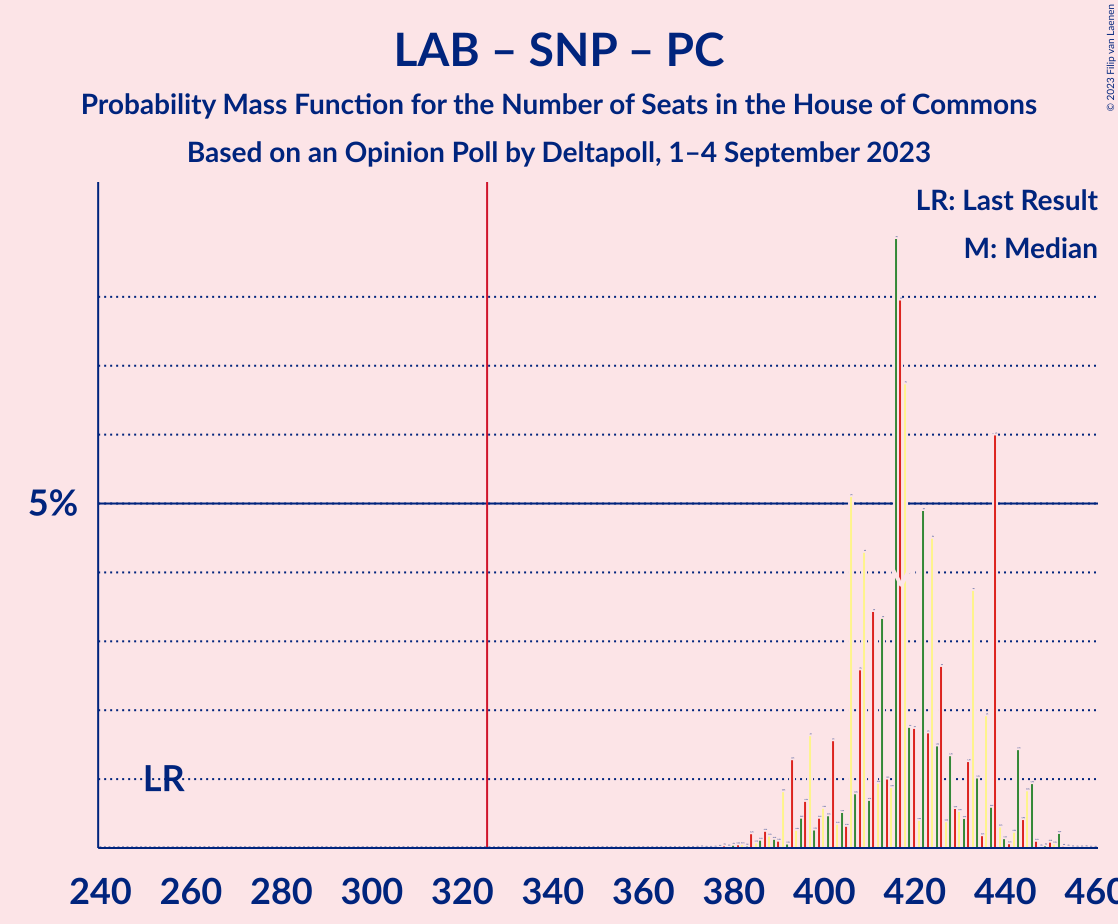 LAB – SNP – PC
Probability Mass Function for the Number of Seats in the House of Commons
Based on an Opinion Poll by Deltapoll, 1–4 September 2023
© 2023 Filip van Laenen
LR: Last Result
M: Median
5%
LR
240 260 280 300 320 340 360 380 400 420 440 460